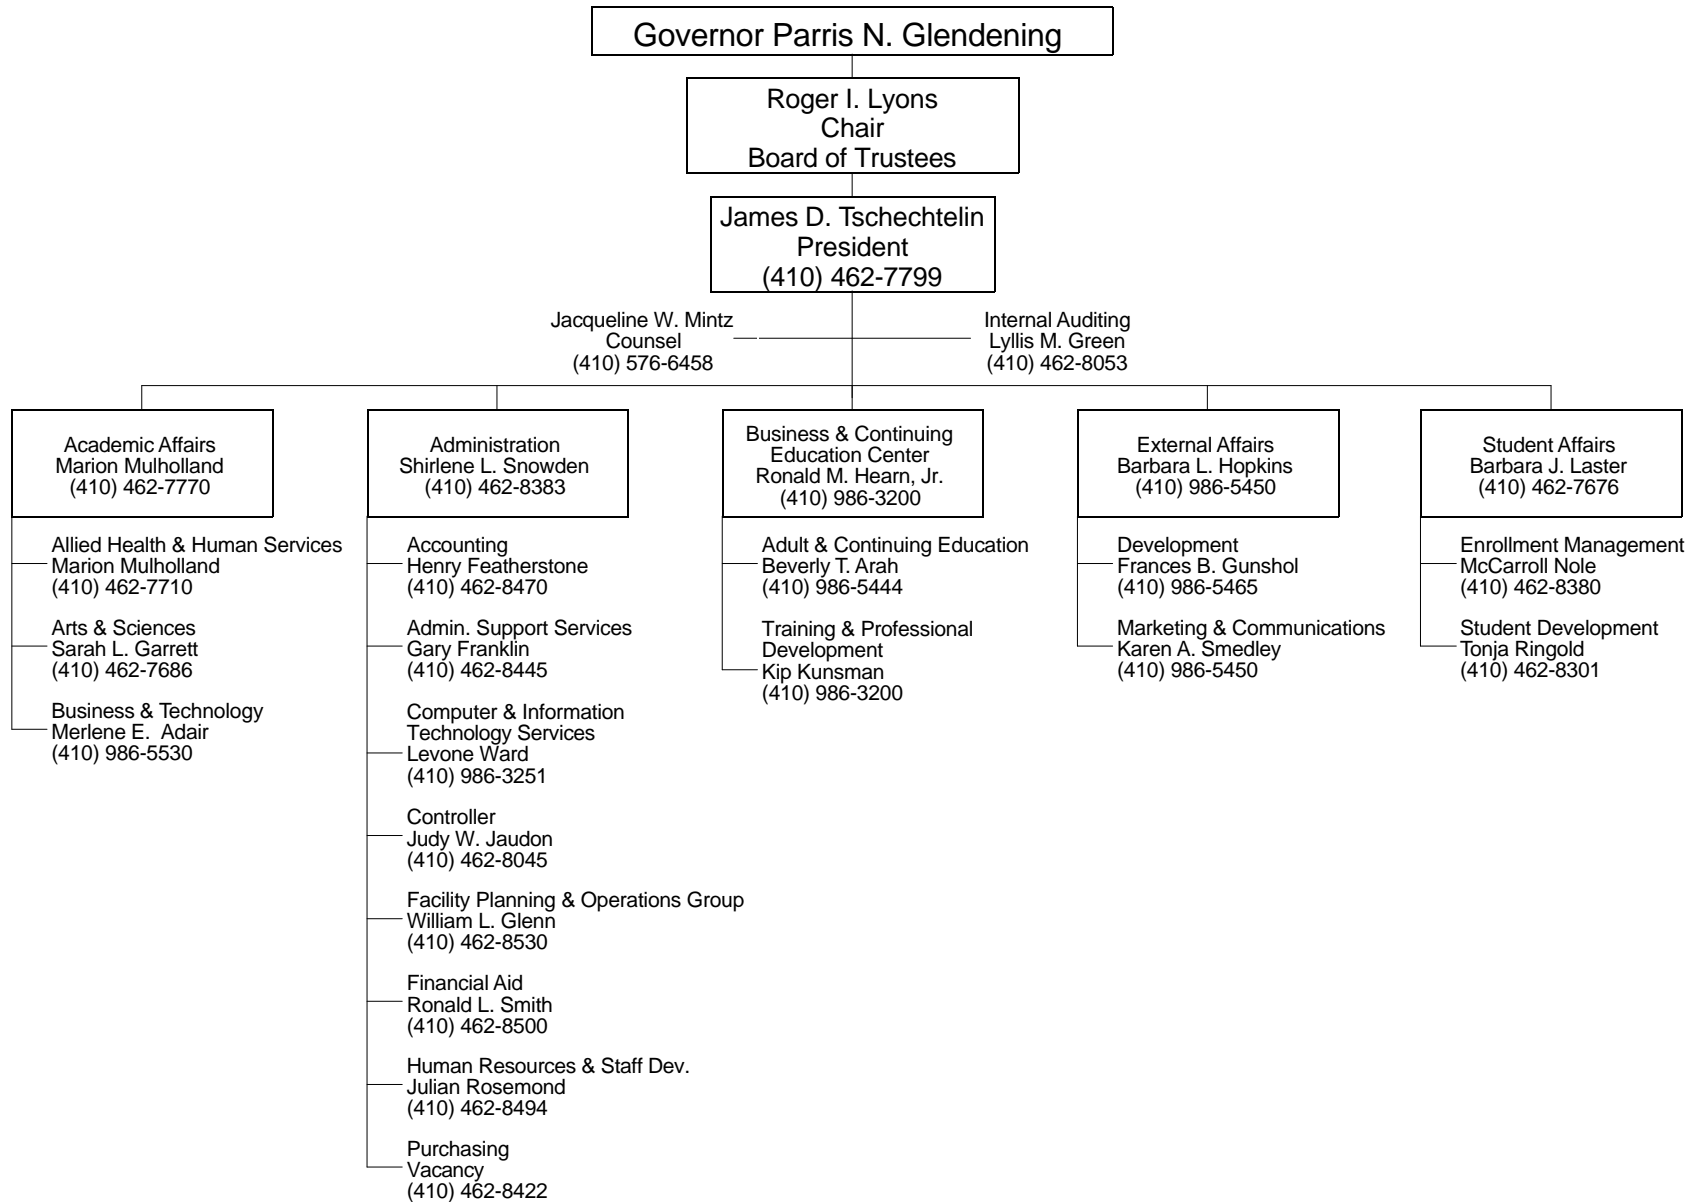 Governor Parris N. Glendening
Roger I. Lyons
Chair
Board of Trustees
James D. Tschechtelin
President
(410) 462-7799
Jacqueline W. Mintz
Counsel
(410) 576-6458
Internal Auditing
Lyllis M. Green
(410) 462-8053
Academic Affairs
Marion Mulholland
(410) 462-7770
Allied Health & Human Services
Marion Mulholland
(410) 462-7710
Arts & Sciences
Sarah L. Garrett
(410) 462-7686
Business & Technology
Merlene E. Adair
(410) 986-5530
Administration
Shirlene L. Snowden
(410) 462-8383
Accounting
Henry Featherstone
(410) 462-8470
Admin. Support Services
Gary Franklin
(410) 462-8445
Computer & Information
Technology Services
Levone Ward
(410) 986-3251
Controller
Judy W. Jaudon
(410) 462-8045
Facility Planning & Operations Group
William L. Glenn
(410) 462-8530
Financial Aid
Ronald L. Smith
(410) 462-8500
Human Resources & Staff Dev.
Julian Rosemond
(410) 462-8494
Purchasing
Vacancy
(410) 462-8422
Business & Continuing
Education Center
Ronald M. Hearn, Jr.
(410) 986-3200
Adult & Continuing Education
Beverly T. Arah
(410) 986-5444
Training & Professional
Development
Kip Kunsman
(410) 986-3200
External Affairs
Barbara L. Hopkins
(410) 986-5450
Development
Frances B. Gunshol
(410) 986-5465
Marketing & Communications
Karen A. Smedley
(410) 986-5450
Student Affairs
Barbara J. Laster
(410) 462-7676
Enrollment Management
McCarroll Nole
(410) 462-8380
Student Development
Tonja Ringold
(410) 462-8301